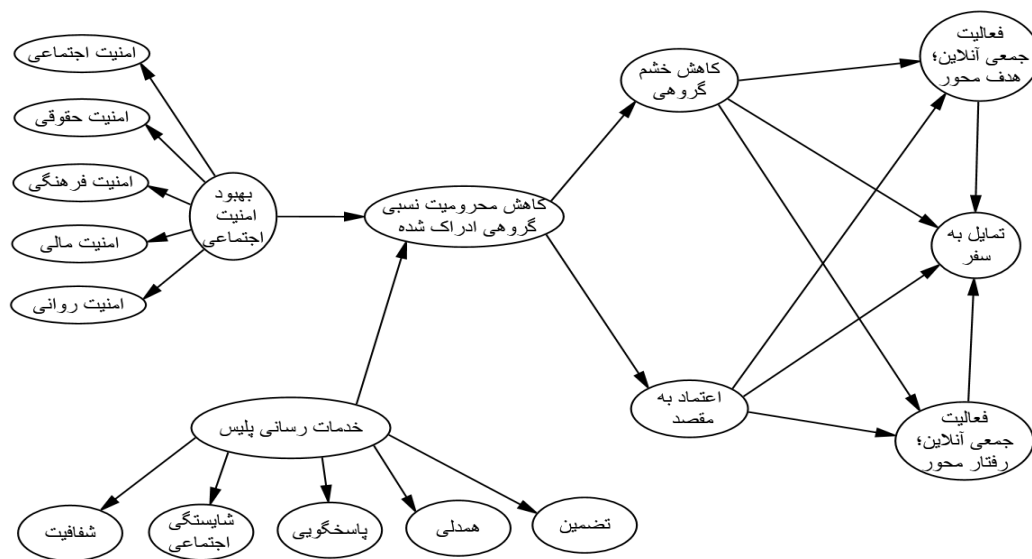 فعالیت
جمعی آنلاین؛
هدف محور
امنیت اجتماعی
کاهش خشم
گروهی
امنیت حقوقی
امنیت فرهنگی
بهبود
امنیت
اجتماعی
کاهش محرومیت نسبی
گروهی ادراک شده
تمایل به
سفر
امنیت مالی
امنیت روانی
اعتماد به
مقصد
فعالیت
جمعی آنلاین؛
رفتار محور
خدمات رسانی پلیس
تضمین
همدلی
پاسخگویی
شایستگی
اجتماعی
شفافیت